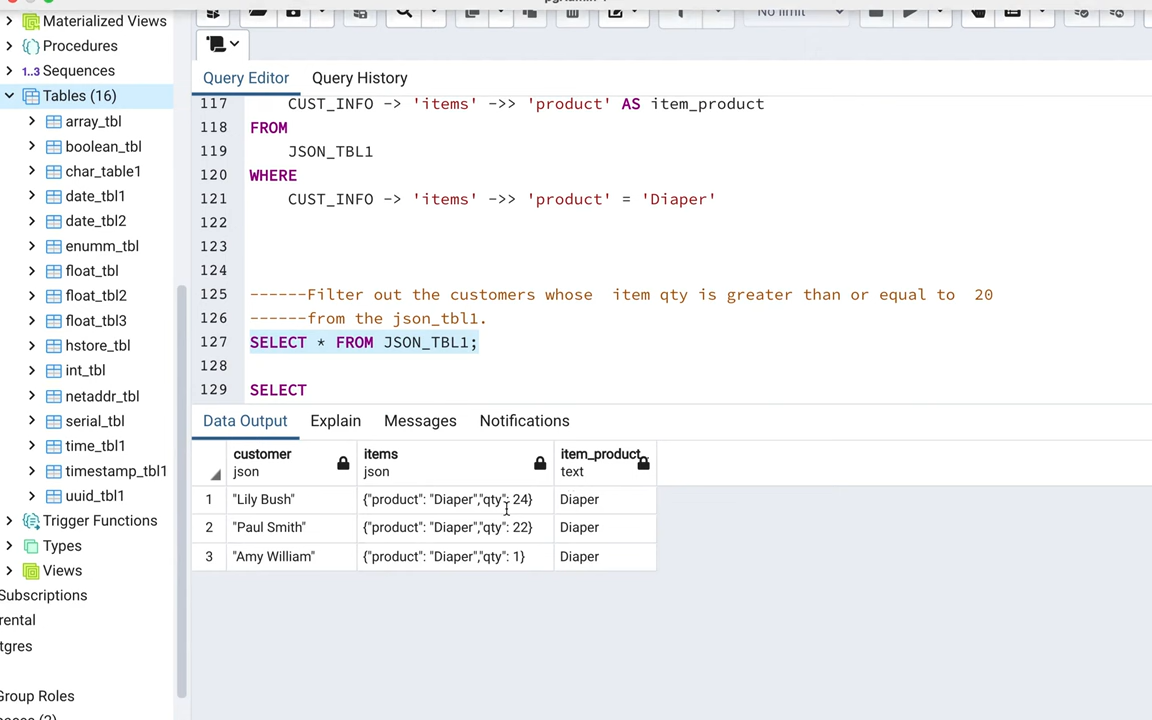 Materialized Views
Procedures
1..3 Sequences
Tables (16)
array_tbl
boolean_tbl
char_table1
date_tbl1
date_tbl2
enumm_tbl
float_tbl
float_tbl2
float_tbl3
hstore_tbl
int_tbl
netaddr_tbl
serial_tbl
time_tbl1
timestamp_tbl1
uuid_tbl1
Trigger Functions
Types
Views
Subscriptions
rental
tgres
Group Roles
No limit
Query Editor Query History
117 CUST_INFO -> 'items' ->> 'product' AS item_product
118 FROM
119 JSON_TBL1
120 WHERE
121 CUST_INFO -> 'items' ->> 'product' = 'Diaper'
122
123
124
125 ------Filter out the customers whose  item qty is greater than or equal to  20
126 ------from the json_tbl1.
127 SELECT * FROM JSON_TBL1;
128
129 SELECT
Data Output Explain Messages Notifications
customer items item_product
json json text
1 "Lily Bush" {"product": "Diaper","qty": 24} Diaper
2 "Paul Smith" {"product": "Diaper","qty": 22} Diaper
3 "Amy William" {"product": "Diaper","qty": 1} Diaper